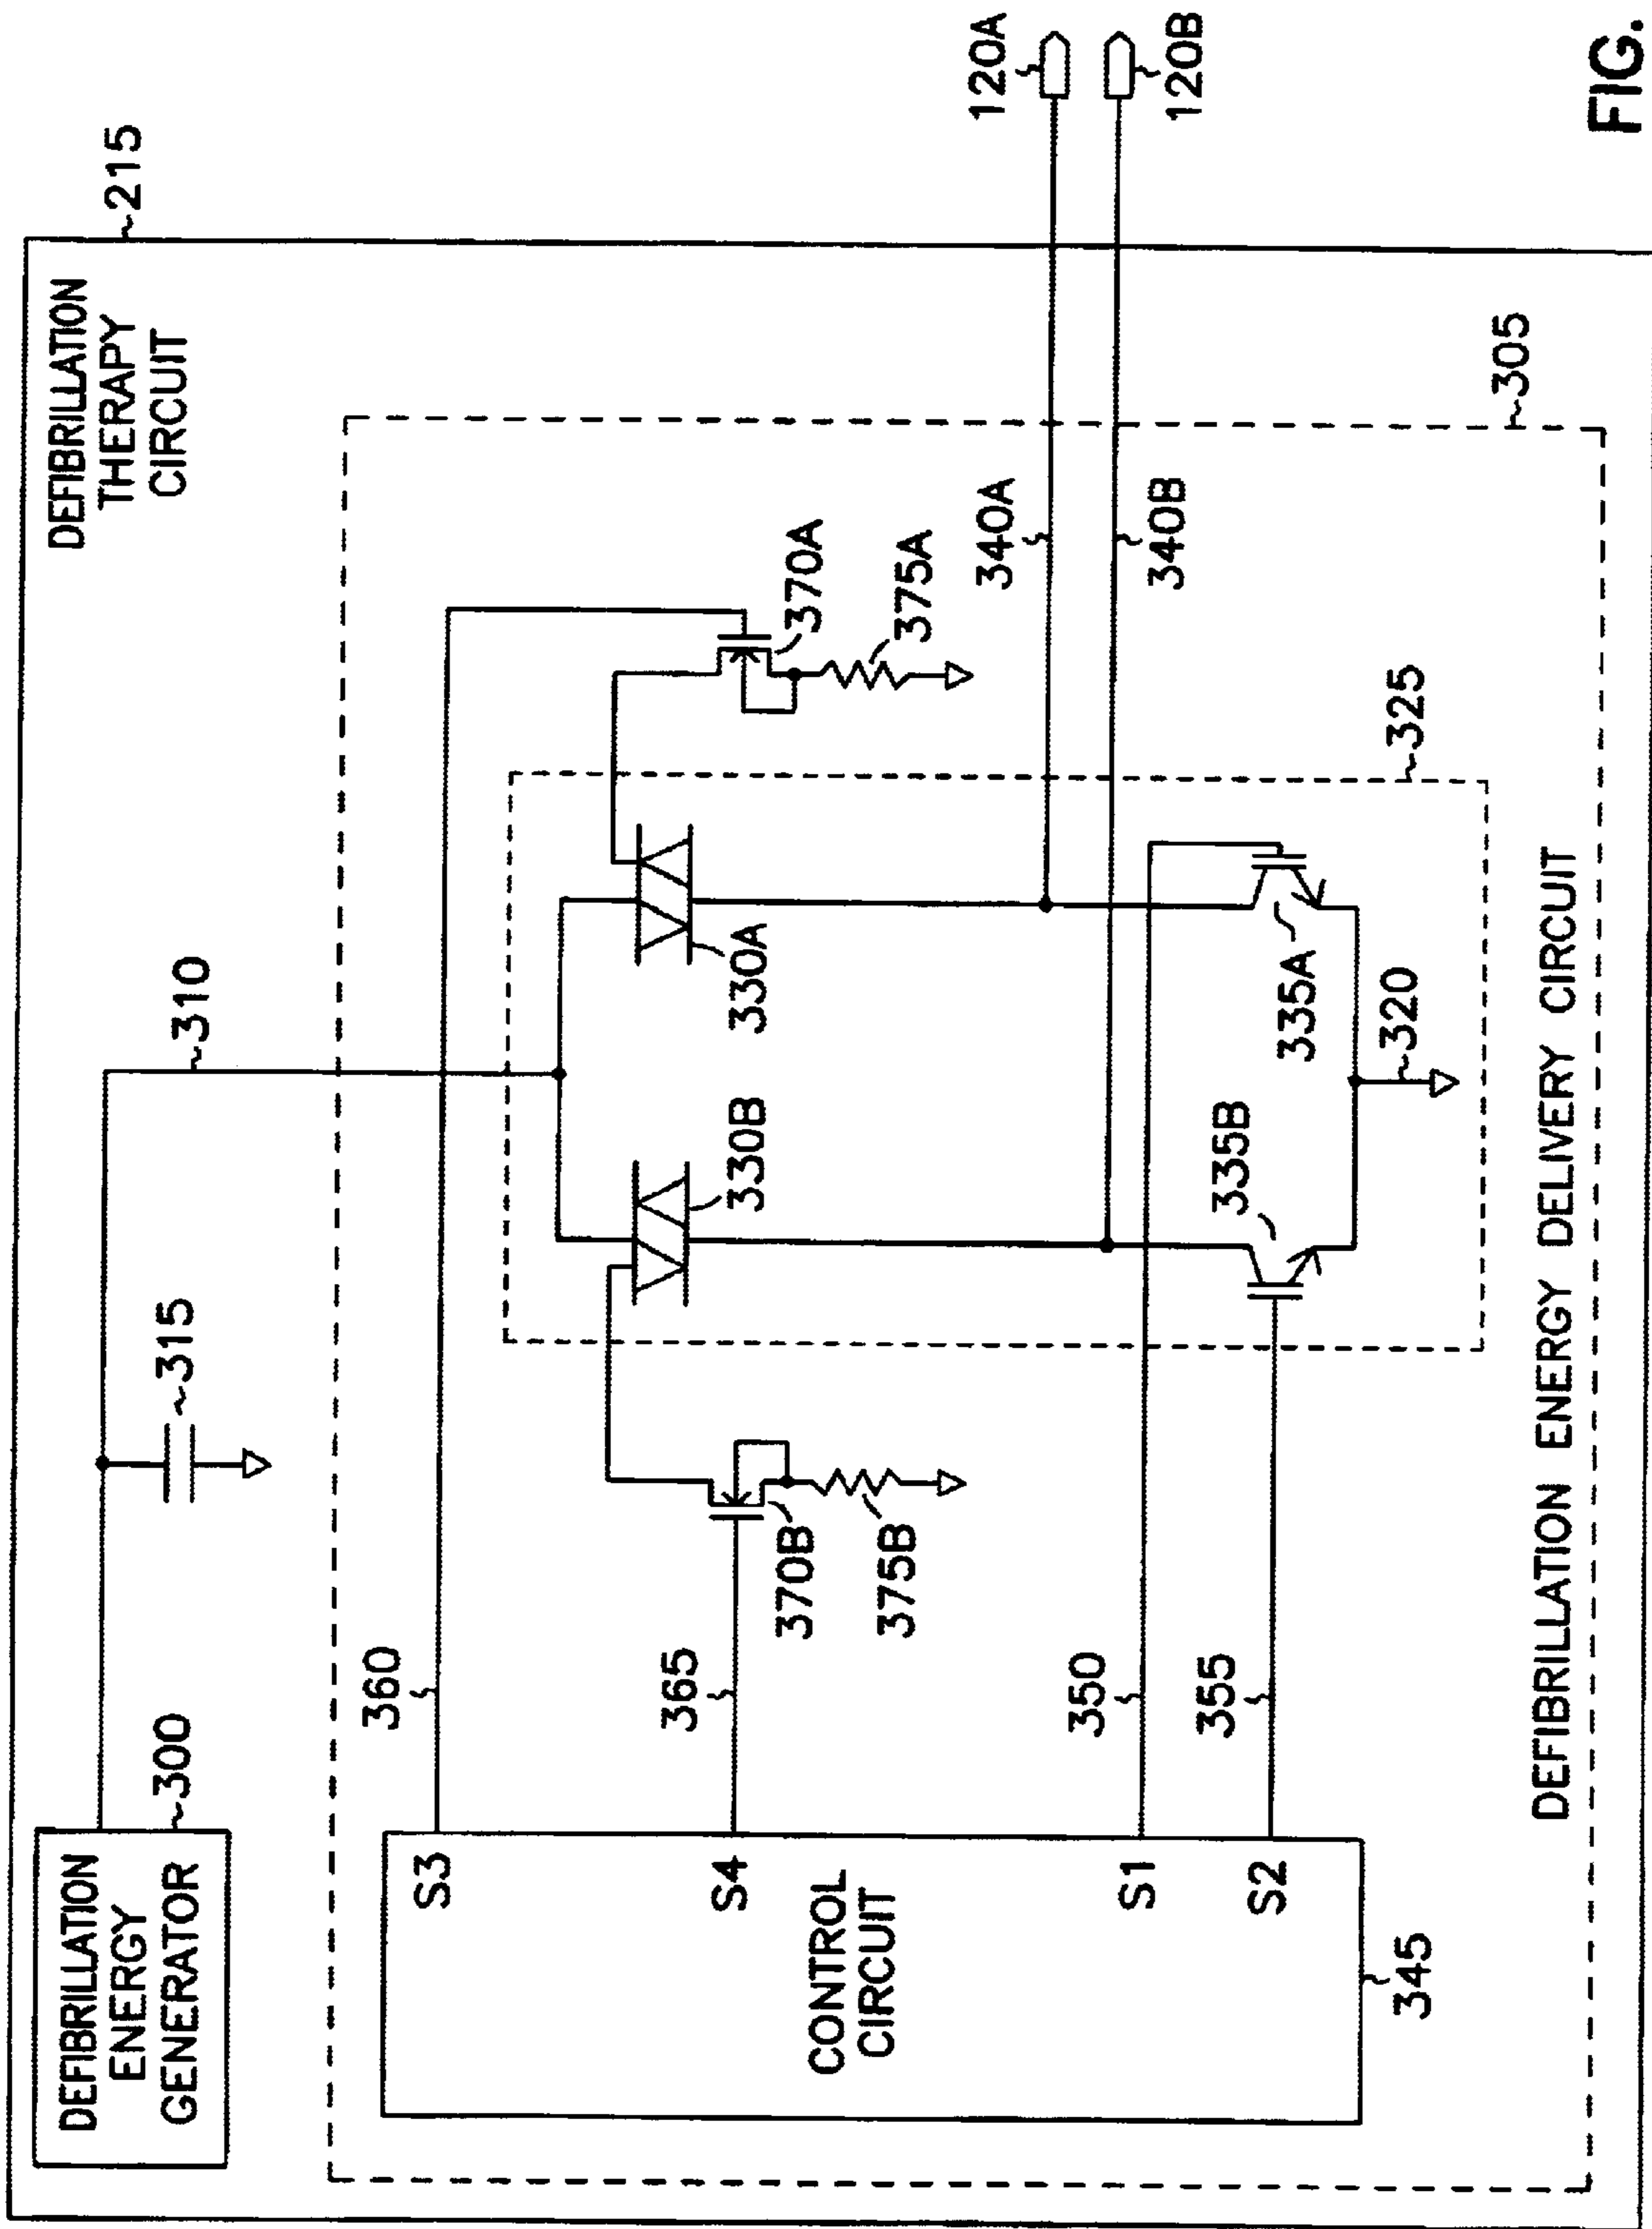 DEFIBRILLATION
THERAPY
CIRCUIT
215
DEFIBRILLATION
ENERGY
GENERATOR
300
315
310
305
360
365
350
355
S3
S4
S1
S2
CONTROL
CIRCUIT
345
370B
375B
330B
330A
370A
375A
325
335B
335A
320
340A
340B
120A
120B
DEFIBRILLATION ENERGY DELIVERY CIRCUIT
FIG.